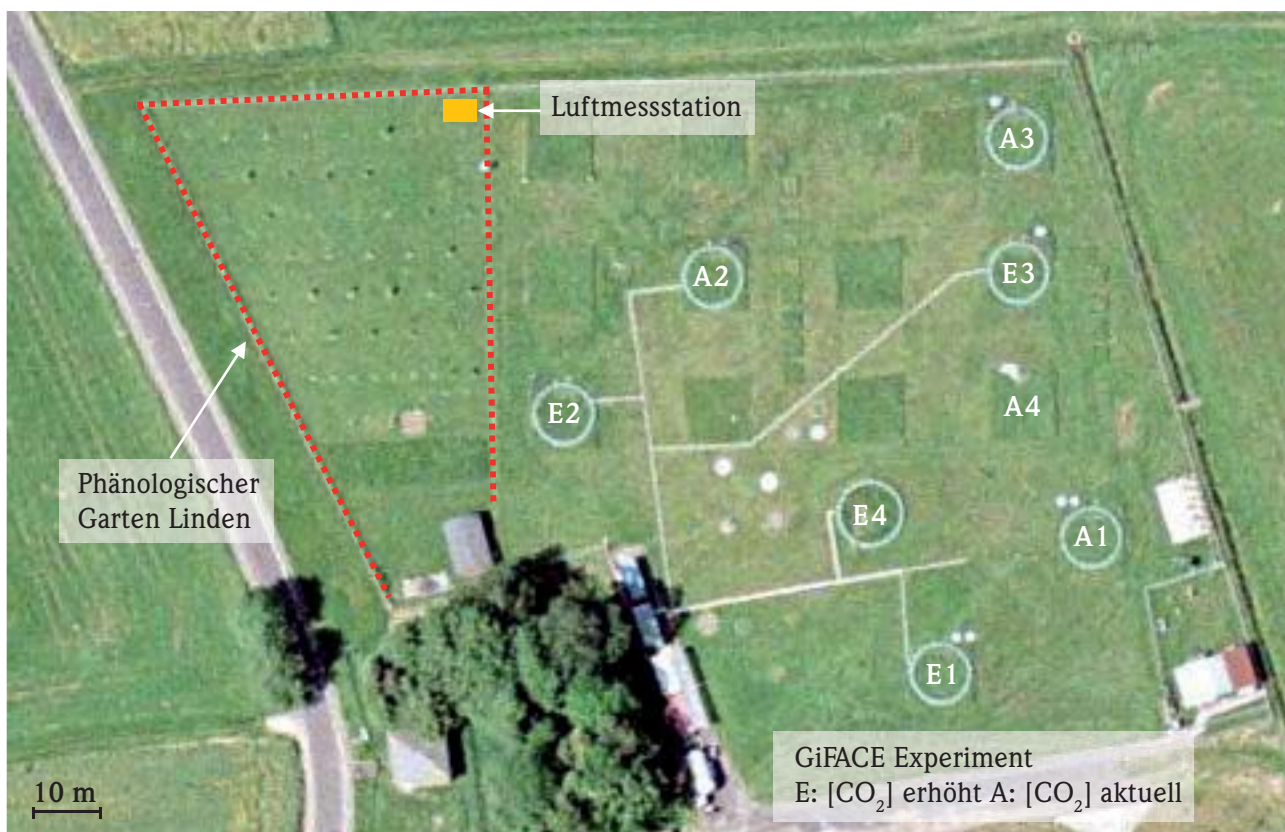 Luftmessstation
A3
A2
E3
E2
A4
Phänologischer
Garten Linden
E4
A1
E1
GiFACE Experiment
E: [CO₂] erhöht A: [CO₂] aktuell
10 m